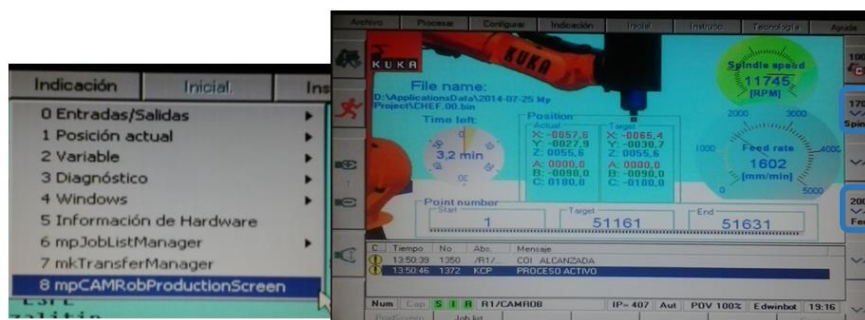 Indicación
Inicial.
Ins
0 Entradas/Salidas
1 Posición actual
2 Variable
3 Diagnóstico
4 Windows
5 Información de Hardware
6 mpJobListManager
7 mkTransferManager
8 mpCAMRobProductionScreen
Archivo Procesar Configurar Indicación Inicial. Instrucc. Tecnología Ayuda
KUKA
KUKA
File name:
D:\ApplicationsData\2014-07-25 My
Project\CHEF.00.bin
Time left:
3,2 min
Position
Actual
X: -0057,6
Y: -0027,9
Z: 0055,6
A: 0000,0
B: -0090,0
C: 0180,0
Target
X: -0065,4
Y: -0030,7
Z: 0055,6
A: 0000,0
B: -0090,0
C: -0180,0
Spindle speed
11745
[RPM]
Feed rate
1602
[mm/min]
0
1000
2000
3000
4000
5000
Point number
Start
1
Target
51161
End
51631
C. Tiempo No Abs. Mensaje
13:50:39 1350 /R1/... COI ALCANZADA
13:50:46 1372 KCP PROCESO ACTIVO
Num Cap S I R R1/CAMROB IP= 407 Aut POV 100% Edwinbot 19:16
Job list